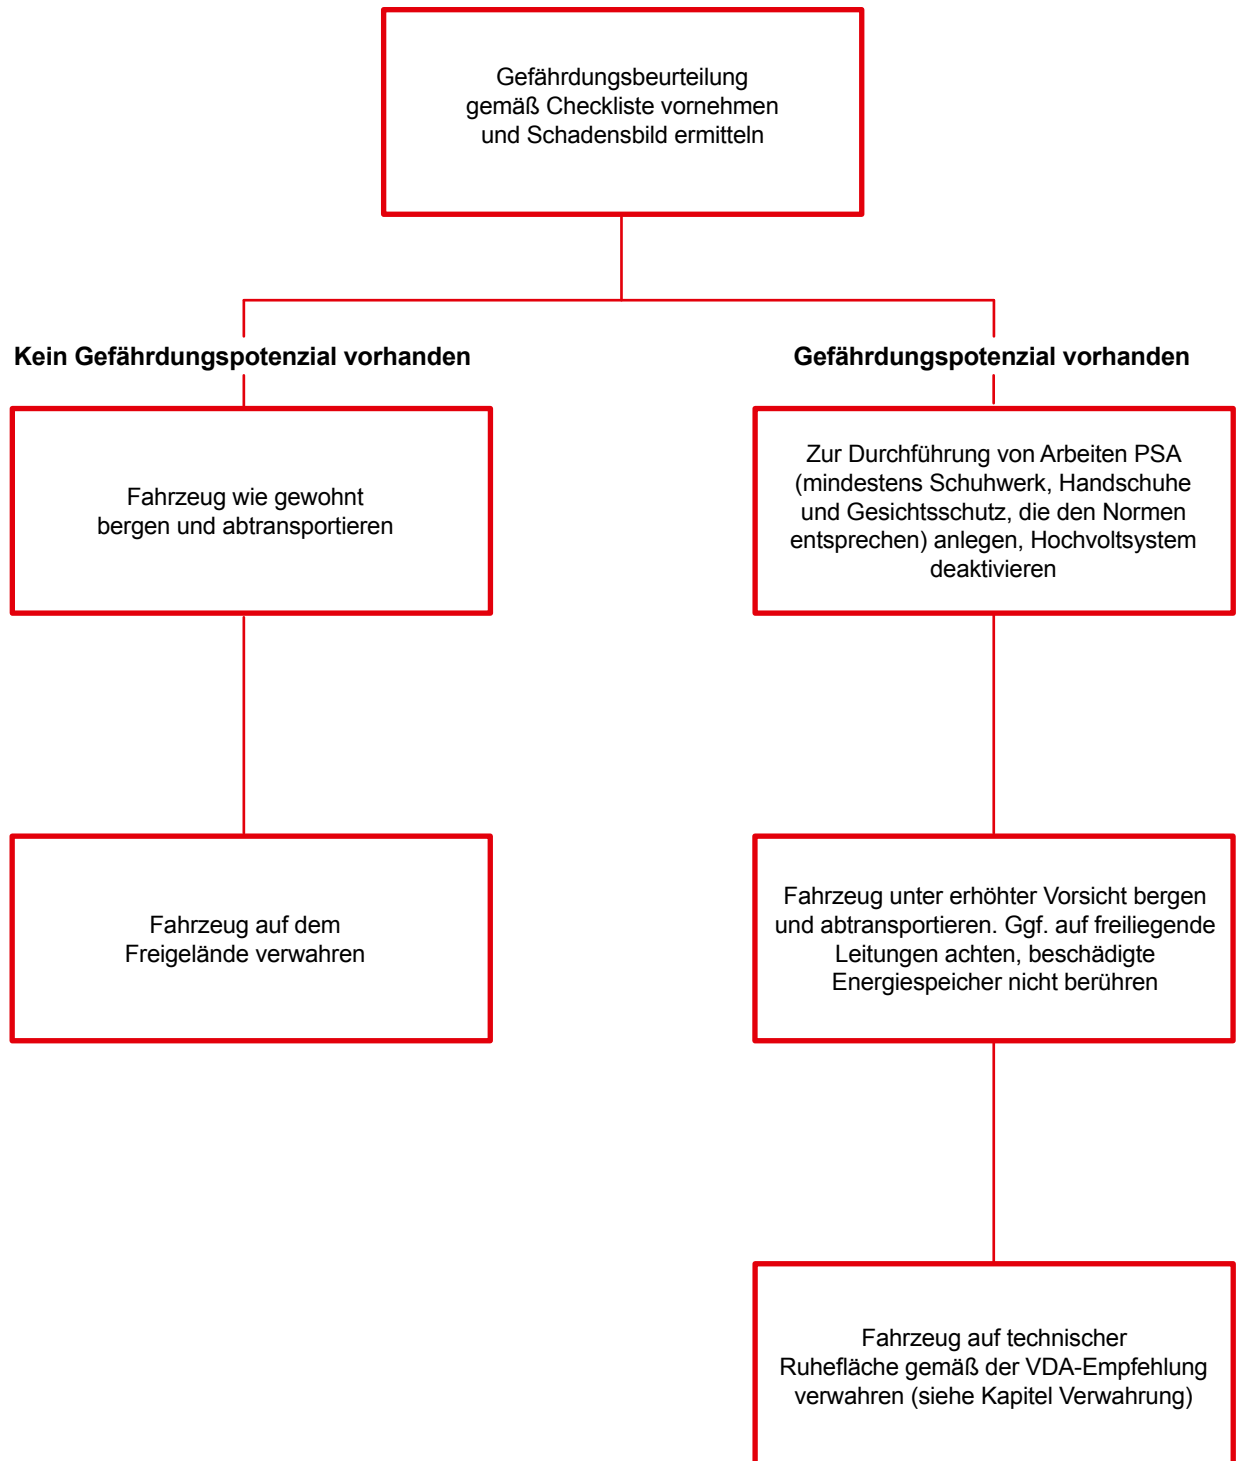 Gefährdungsbeurteilung
gemäß Checkliste vornehmen
und Schadensbild ermitteln
Kein Gefährdungspotenzial vorhanden
Fahrzeug wie gewohnt
bergen und abtransportieren
Fahrzeug auf dem
Freigelände verwahren
Gefährdungspotenzial vorhanden
Zur Durchführung von Arbeiten PSA
(mindestens Schuhwerk, Handschuhe
und Gesichtsschutz, die den Normen
entsprechen) anlegen, Hochvoltsystem
deaktivieren
Fahrzeug unter erhöhter Vorsicht bergen
und abtransportieren. Ggf. auf freiliegende
Leitungen achten, beschädigte
Energiespeicher nicht berühren
Fahrzeug auf technischer
Ruhefläche gemäß der VDA-Empfehlung
verwahren (siehe Kapitel Verwahrung)